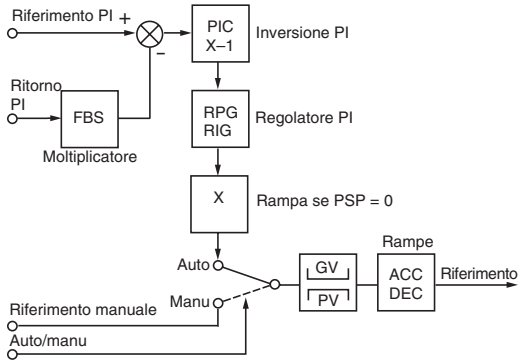 Riferimento PI +
–
PIC
X–1
Inversione PI
Ritorno
PI
FBS
Moltiplicatore
RPG
RIG
Regolatore PI
X
Rampa se PSP = 0
Auto
Manu
GV
PV
Rampe
ACC
DEC
Riferimento
Riferimento manuale
Auto/manu